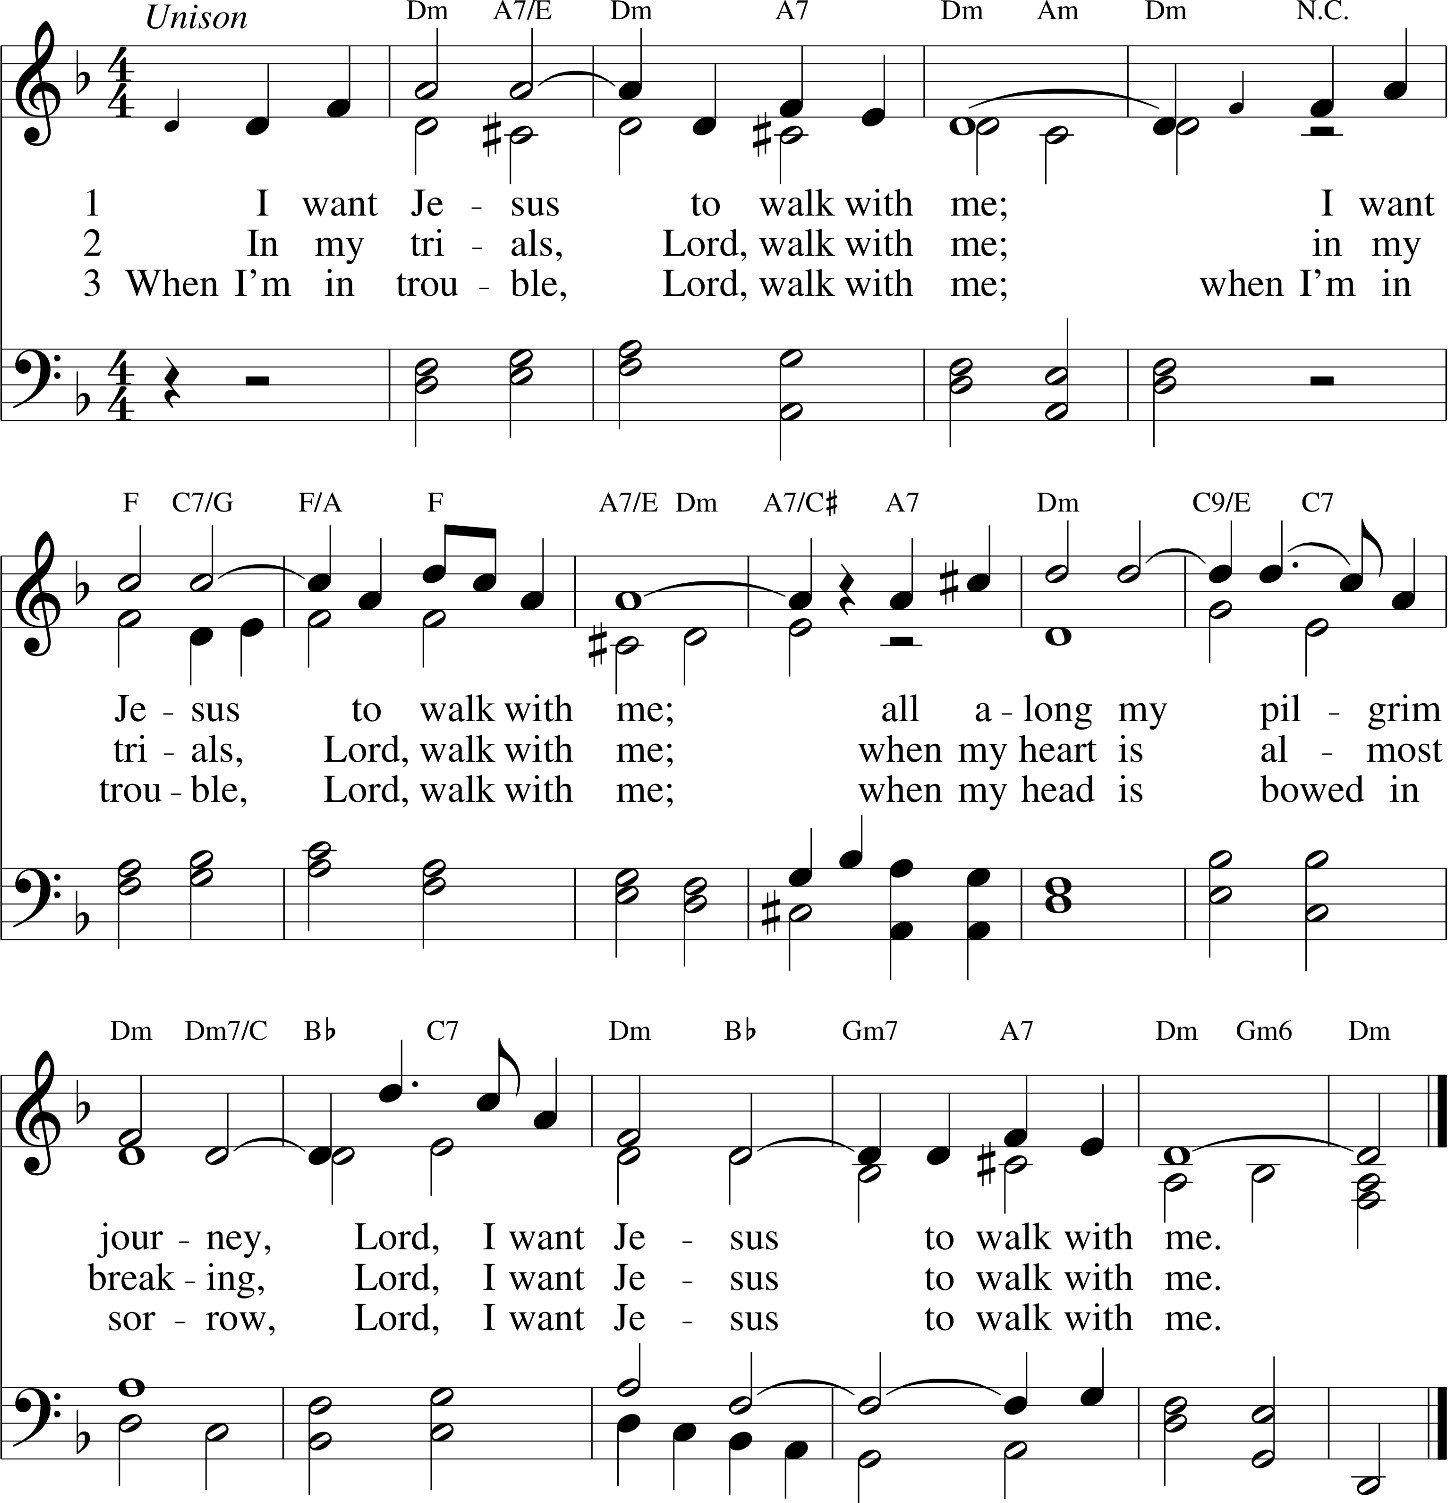 Unison
Dm A7/E Dm A7 Dm Am Dm N.C.
1 I want Je - sus to walk with me; I want
2 In my tri - als, Lord, walk with me; in my
3 When I'm in trou - ble, Lord, walk with me; when I'm in
F C7/G F/A F A7/E Dm A7/C♯ A7 Dm C9/E C7
Je - sus to walk with me; all a - long my pil - grim
tri - als, Lord, walk with me; when my heart is al - most
trou - ble, Lord, walk with me; when my head is bowed in
Dm Dm7/C B♭ C7 Dm B♭ Gm7 A7 Dm Gm6 Dm
jour - ney, Lord, I want Je - sus to walk with me.
break - ing, Lord, I want Je - sus to walk with me.
sor - row, Lord, I want Je - sus to walk with me.